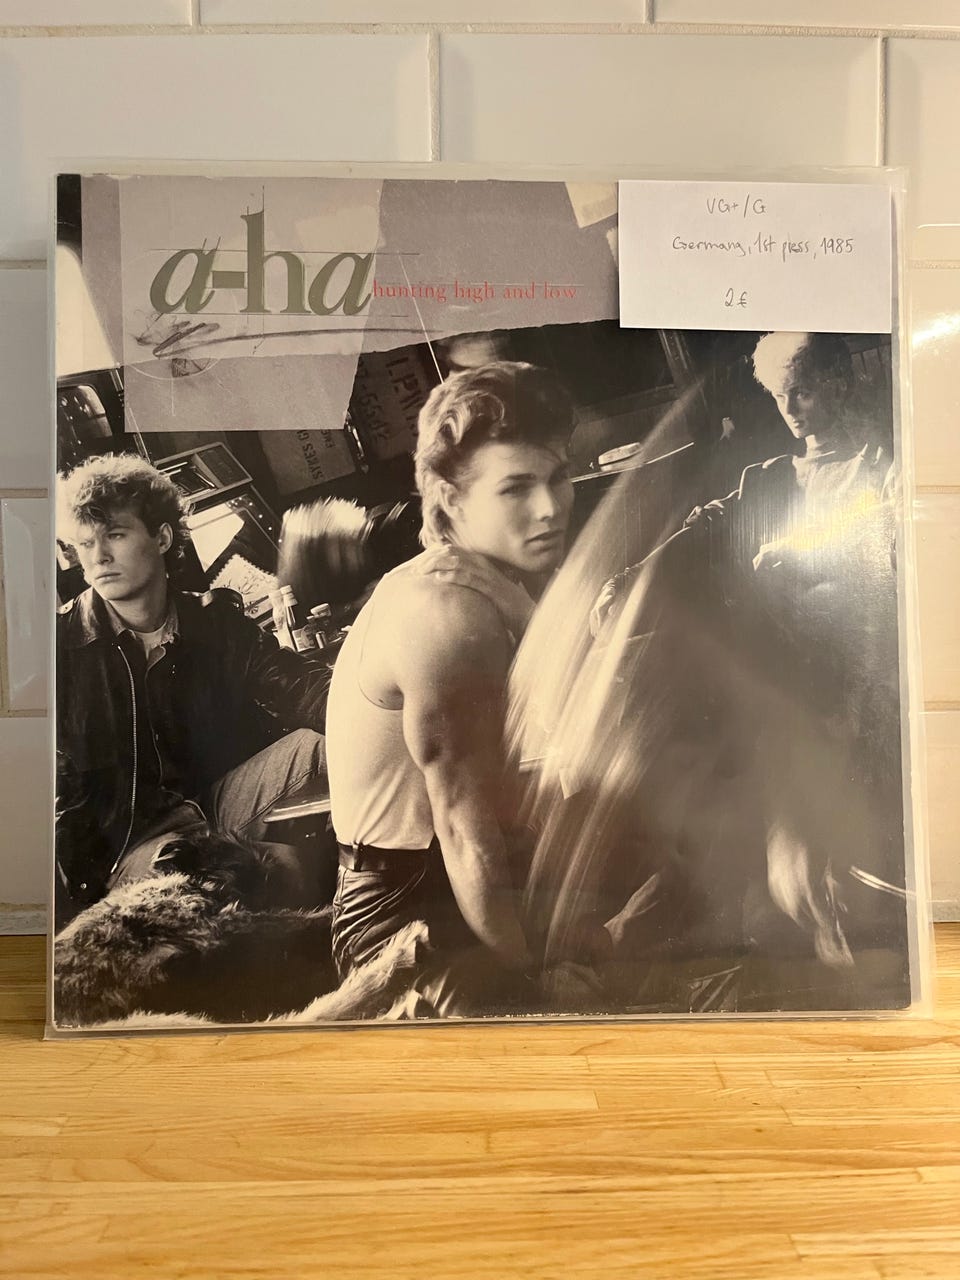 a-ha hunting high and low
VG+/G
Germany, 1st press, 1985
2€